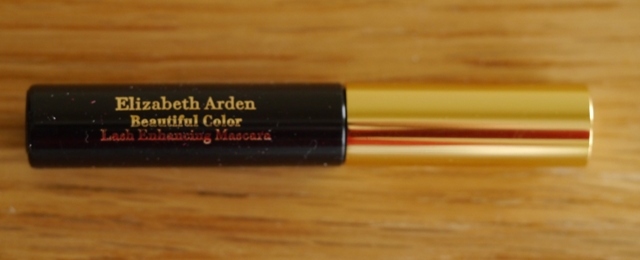 Elizabeth Arden
Beautiful Color
Lash Enhancing Mascara